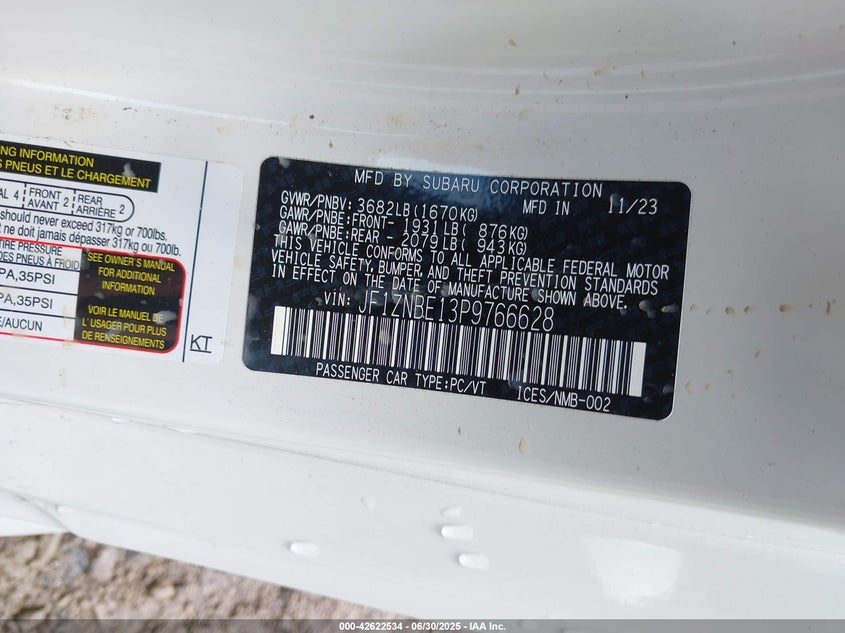 NG INFORMATION
S PNEUS ET LE CHARGEMENT
AL 4 FRONT AVANT 2 REAR ARRIÈRE 2
should never exceed 317kg or 700lbs.
t ne doit jamais dépasser 317kg ou 700lb.
TIRE PRESSURE
DES PNEUS À FROID
PA,35PSI
PA,35PSI
E/AUCUN
SEE OWNER'S MANUAL
FOR ADDITIONAL
INFORMATION
VOIR LE MANUEL DE
L' USAGER POUR PLUS
DE RENSEIGNEMENTS
KT
MFD BY SUBARU CORPORATION
GVWR/PNBV: 3682LB(1670KG) MFD IN 11/23
GAWR/PNBE:FRONT- 1931LB( 876KG)
GAWR/PNBE:REAR - 2079LB( 943KG)
THIS VEHICLE CONFORMS TO ALL APPLICABLE FEDERAL MOTOR
VEHICLE SAFETY, BUMPER, AND THEFT PREVENTION STANDARDS
IN EFFECT ON THE DATE OF MANUFACTURE SHOWN ABOVE.
VIN: JF1ZNBE13P9766628
PASSENGER CAR TYPE:PC/VT ICES/NMB-002
000-42622534 - 06/30/2025 - IAA Inc.